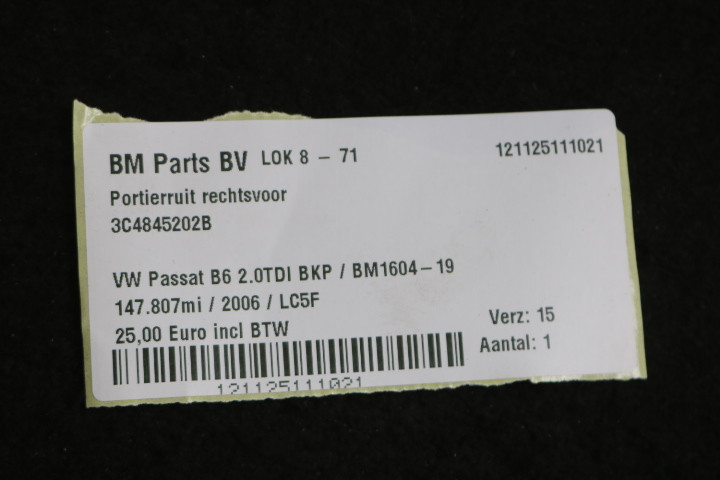 BM Parts BV LOK 8 - 71 121125111021
Portierruit rechtsvoor
3C4845202B
VW Passat B6 2.0TDI BKP / BM1604-19
147.807mi / 2006 / LC5F
25,00 Euro incl BTW
Verz: 15
Aantal: 1
121125111021